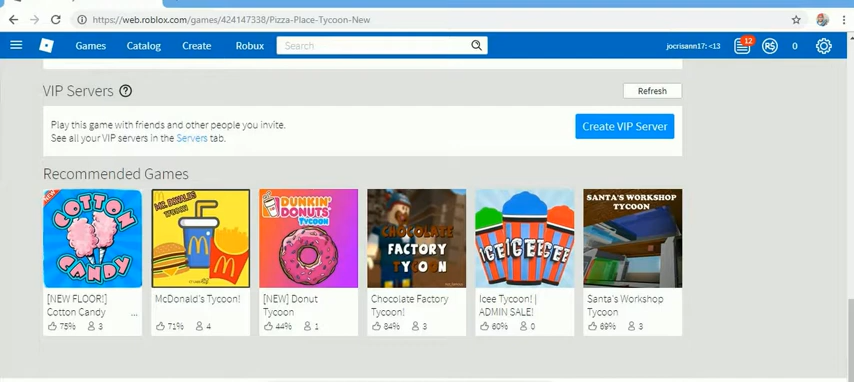 https://web.roblox.com/games/424147338/Pizza-Place-Tycoon-New
Games Catalog Create Robux Search jocrisann17: <13 12 R$ 0
VIP Servers ? Refresh
Play this game with friends and other people you invite.
See all your VIP servers in the Servers tab.
Create VIP Server
Recommended Games
NEW
COTTON
CANDY
[NEW FLOOR!]
Cotton Candy ...
75% 3
TYCOON
McDonald's Tycoon!
71% 4
DUNKIN'
DONUTS
TYCOON
[NEW] Donut
Tycoon
44% 1
CHOCOLATE
FACTORY
TYCOON
Chocolate Factory
Tycoon!
84% 3
ICEE
Icee Tycoon! |
ADMIN SALE!
60% 0
SANTA'S WORKSHOP
TYCOON
Santa's Workshop
Tycoon
69% 3